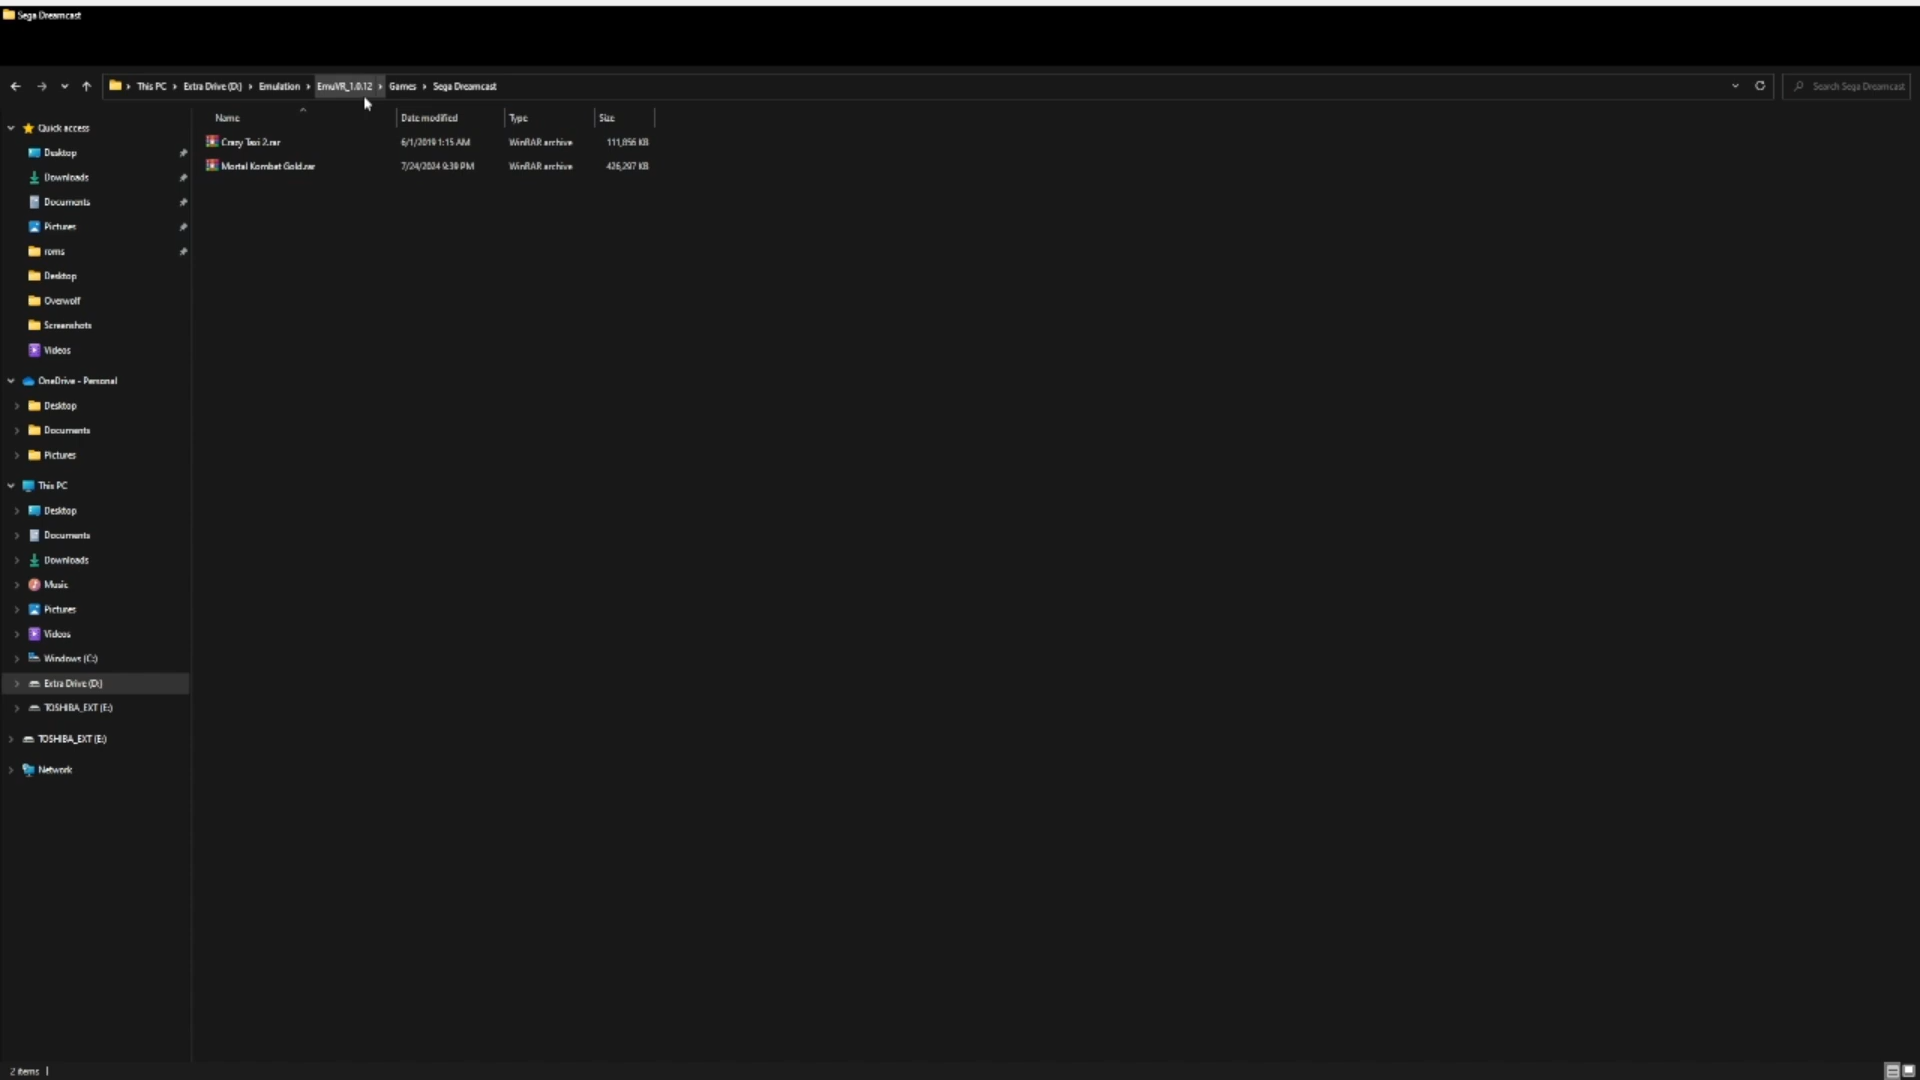 Sega Dreamcast
This PC > Extra Drive (D:) > Emulation > EmuVR_1.0.12 > Games > Sega Dreamcast
Search Sega Dreamcast
Name Date modified Type Size
Crazy Taxi 2.rar 6/1/2019 1:15 AM WinRAR archive 111,856 KB
Mortal Kombat Gold.rar 7/24/2024 9:39 PM WinRAR archive 426,297 KB
Quick access
Desktop
Downloads
Documents
Pictures
roms
Desktop
Overwolf
Screenshots
Videos
OneDrive - Personal
Desktop
Documents
Pictures
This PC
Desktop
Documents
Downloads
Music
Pictures
Videos
Windows (C:)
Extra Drive (D:)
TOSHIBA_EXT (E:)
TOSHIBA_EXT (E:)
Network
2 items